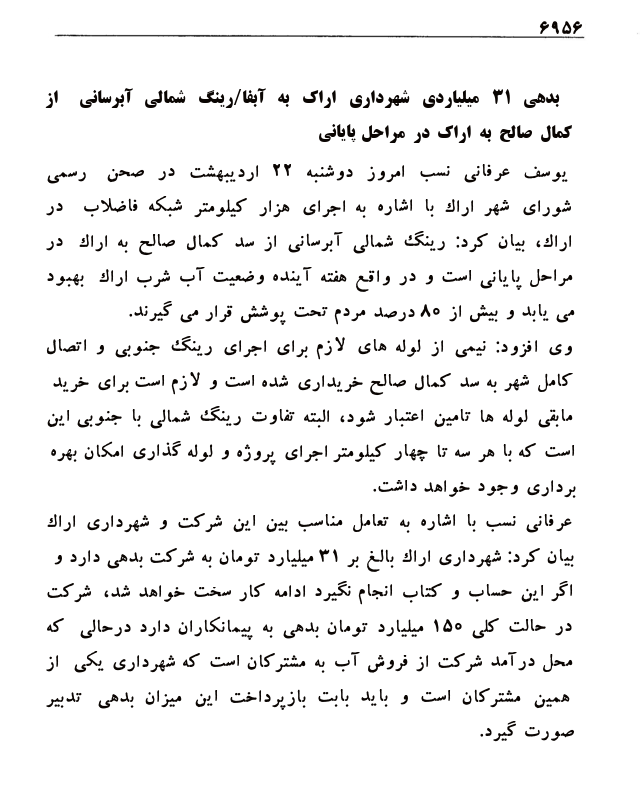 ۶۹۵۶
بدهی ۳۱ میلیاردی شهرداری اراک به آبفا/رینگ شمالی آبرسانی از
کمال صالح به اراک در مراحل پایانی
یوسف عرفانی نسب امروز دوشنبه ۲۲ اردیبهشت در صحن رسمی
شورای شهر اراک با اشاره به اجرای هزار کیلومتر شبکه فاضلاب در
اراک، بیان کرد: رینگ شمالی آبرسانی از سد کمال صالح به اراک در
مراحل پایانی است و در واقع هفته آینده وضعیت آب شرب اراک بهبود
می یابد و بیش از ۸۰ درصد مردم تحت پوشش قرار می گیرند.
وی افزود: نیمی از لوله های لازم برای اجرای رینگ جنوبی و اتصال
کامل شهر به سد کمال صالح خریداری شده است و لازم است برای خرید
مابقی لوله ها تامین اعتبار شود، البته تفاوت رینگ شمالی با جنوبی این
است که با هر سه تا چهار کیلومتر اجرای پروژه و لوله گذاری امکان بهره
برداری وجود خواهد داشت.
عرفانی نسب با اشاره به تعامل مناسب بین این شرکت و شهرداری اراک
بیان کرد: شهرداری اراک بالغ بر ۳۱ میلیارد تومان به شرکت بدهی دارد و
اگر این حساب و کتاب انجام نگیرد ادامه کار سخت خواهد شد، شرکت
در حالت کلی ۱۵۰ میلیارد تومان بدهی به پیمانکاران دارد درحالی که
محل درآمد شرکت از فروش آب به مشترکان است که شهرداری یکی از
همین مشترکان است و باید بابت بازپرداخت این میزان بدهی تدبیر
صورت گیرد.